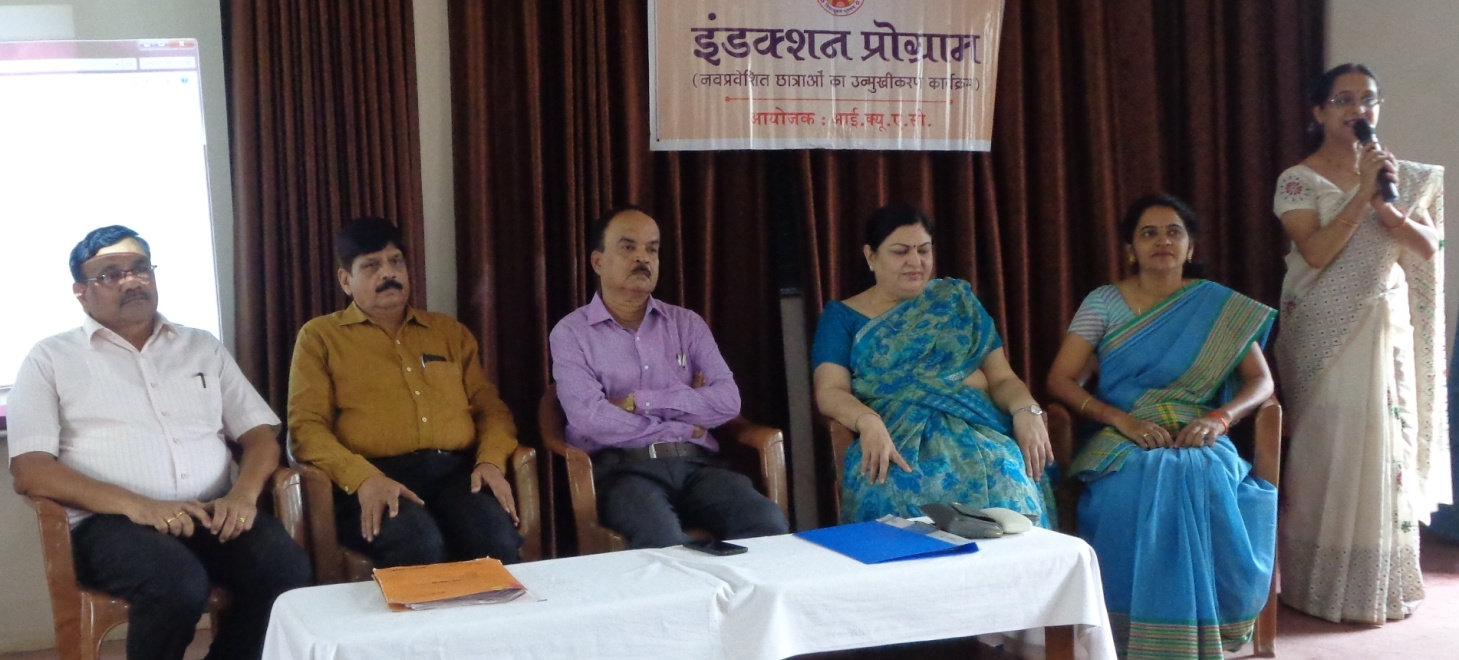 इंडक्शन प्रोग्राम
(नवप्रवेशित छात्राओं का उन्मुखीकरण कार्यक्रम)
आयोजक : आई.क्यू.ए.सी.